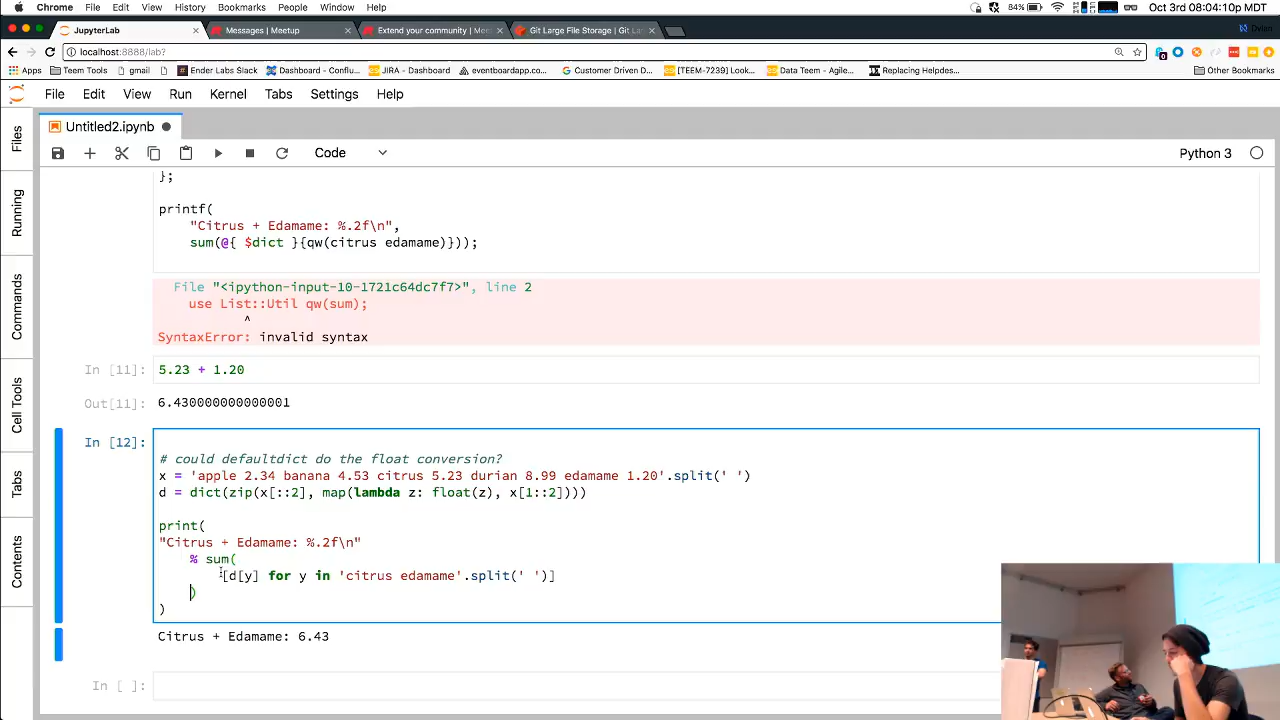 Chrome File Edit View History Bookmarks People Window Help 84% Oct 3rd 08:04:10p MDT
JupyterLab
Messages | Meetup
Extend your community | M
Git Large File Storage | Git La
localhost:8888/lab?
Apps Teem Tools gmail Ender Labs Slack Dashboard - Conflu... JIRA - Dashboard eventboardapp.co... Customer Driven D... [TEEM-7239] Look... Data Team - Agile... Replacing Helpdes... Other Bookmarks
File Edit View Run Kernel Tabs Settings Help
Files
Running
Commands
Cell Tools
Tabs
Contents
Untitled2.ipynb
Code
Python 3
};
printf(
"Citrus + Edamame: %.2f\n",
sum(@{ $dict }{qw(citrus edamame)}));
File "<ipython-input-10-1721c64dc7f7>", line 2
use List::Util qw(sum);
^
SyntaxError: invalid syntax
In [11]: 5.23 + 1.20
Out[11]: 6.430000000000001
In [12]:
# could defaultdict do the float conversion?
x = 'apple 2.34 banana 4.53 citrus 5.23 durian 8.99 edamame 1.20'.split(' ')
d = dict(zip(x[::2], map(lambda z: float(z), x[1::2])))
print(
"Citrus + Edamame: %.2f\n"
% sum(
[d[y] for y in 'citrus edamame'.split(' ')]
)
)
Citrus + Edamame: 6.43
In [ ]: